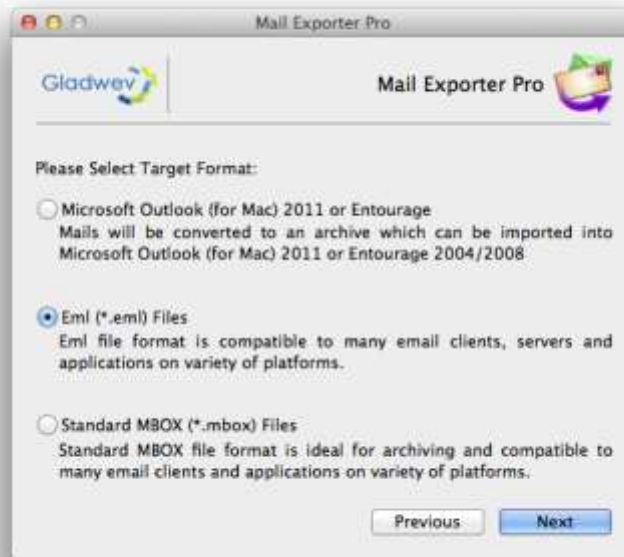 Mail Exporter Pro
Gladwev
Mail Exporter Pro
Please Select Target Format:
Microsoft Outlook (for Mac) 2011 or Entourage
Mails will be converted to an archive which can be imported into
Microsoft Outlook (for Mac) 2011 or Entourage 2004/2008
Eml (*.eml) Files
Eml file format is compatible to many email clients, servers and
applications on variety of platforms.
Standard MBOX (*.mbox) Files
Standard MBOX file format is ideal for archiving and compatible to
many email clients and applications on variety of platforms.
Previous Next